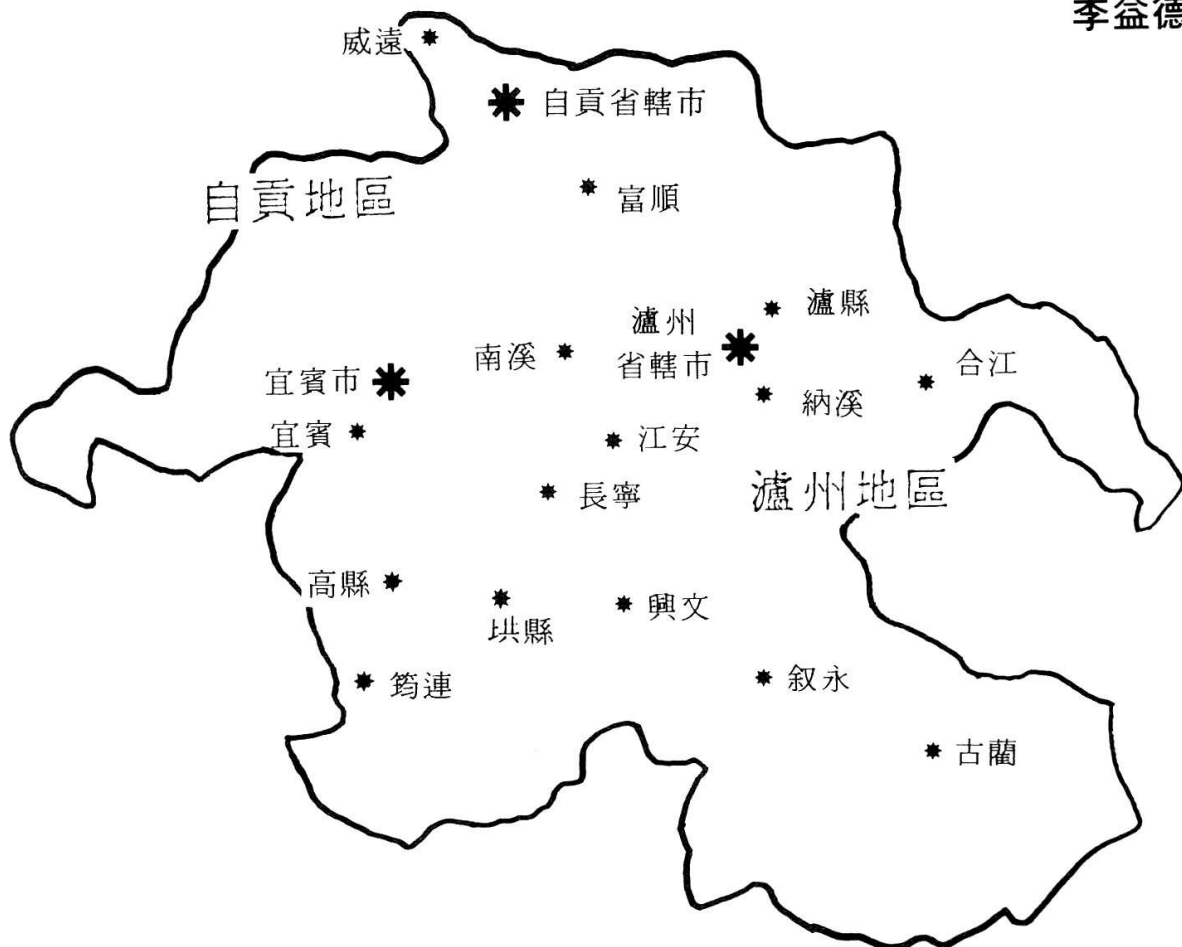 李益德
威遠
自貢省轄市
自貢地區
富順
瀘縣
瀘州
省轄市
南溪
合江
宜賓市
納溪
宜賓
江安
長寧
瀘州地區
高縣
珙縣
興文
筠連
叙永
古藺